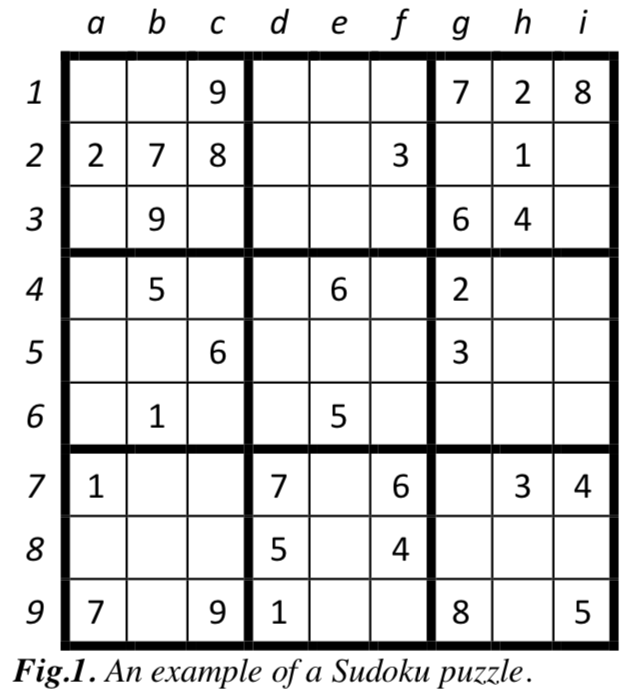 a b c d e f g h i
1 9 7 2 8
2 2 7 8 3 1
3 9 6 4
4 5 6 2
5 6 3
6 1 5
7 1 7 6 3 4
8 5 4
9 7 9 1 8 5
Fig.1. An example of a Sudoku puzzle.